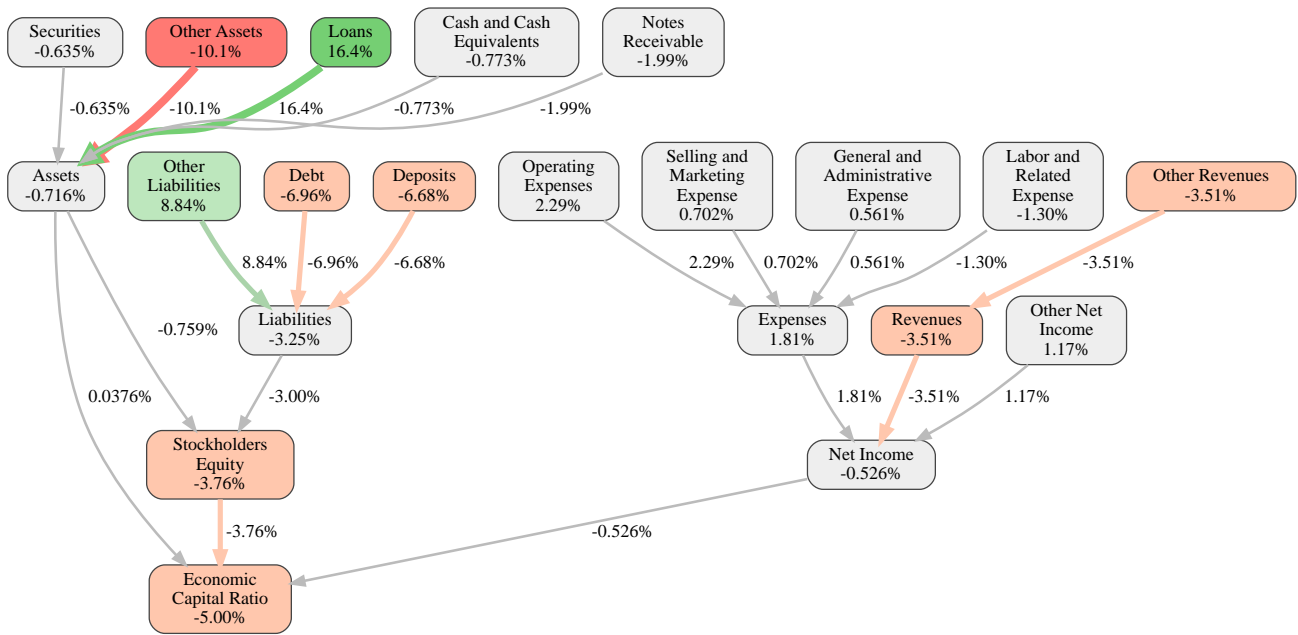 Securities
-0.635%
Other Assets
-10.1%
Loans
16.4%
Cash and Cash
Equivalents
-0.773%
Notes
Receivable
-1.99%
-0.635%
-10.1%
16.4%
-0.773%
-1.99%
Assets
-0.716%
Other
Liabilities
8.84%
Debt
-6.96%
Deposits
-6.68%
Operating
Expenses
2.29%
Selling and
Marketing
Expense
0.702%
General and
Administrative
Expense
0.561%
Labor and
Related
Expense
-1.30%
Other Revenues
-3.51%
8.84%
-6.96%
-6.68%
2.29%
0.702%
0.561%
-1.30%
-3.51%
-0.759%
Liabilities
-3.25%
Expenses
1.81%
Revenues
-3.51%
Other Net
Income
1.17%
0.0376%
-3.00%
1.81%
-3.51%
1.17%
Stockholders
Equity
-3.76%
Net Income
-0.526%
-3.76%
-0.526%
Economic
Capital Ratio
-5.00%